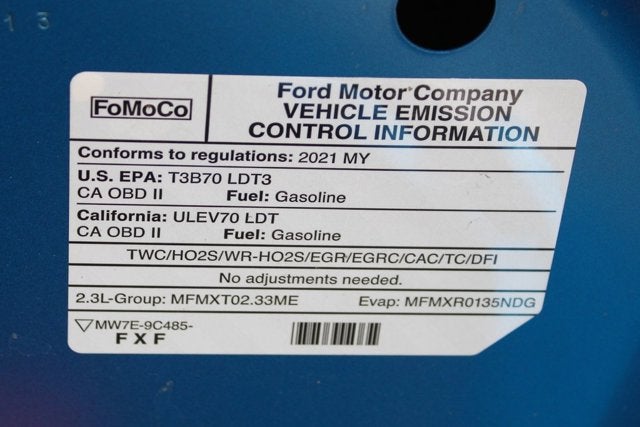 1 3
FoMoCo
Ford Motor Company
VEHICLE EMISSION
CONTROL INFORMATION
Conforms to regulations: 2021 MY
U.S. EPA: T3B70 LDT3
CA OBD II Fuel: Gasoline
California: ULEV70 LDT
CA OBD II Fuel: Gasoline
TWC/HO2S/WR-HO2S/EGR/EGRC/CAC/TC/DFI
No adjustments needed.
2.3L-Group: MFMXT02.33ME Evap: MFMXR0135NDG
MW7E-9C485-
FXF